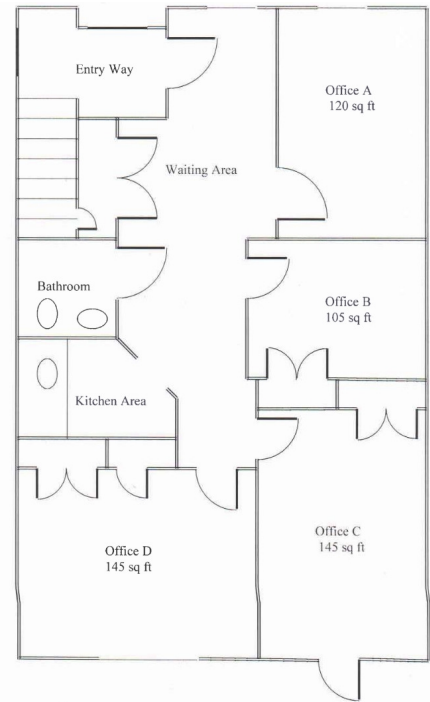 Entry Way
Office A
120 sq ft
Waiting Area
Bathroom
Office B
105 sq ft
Kitchen Area
Office C
145 sq ft
Office D
145 sq ft